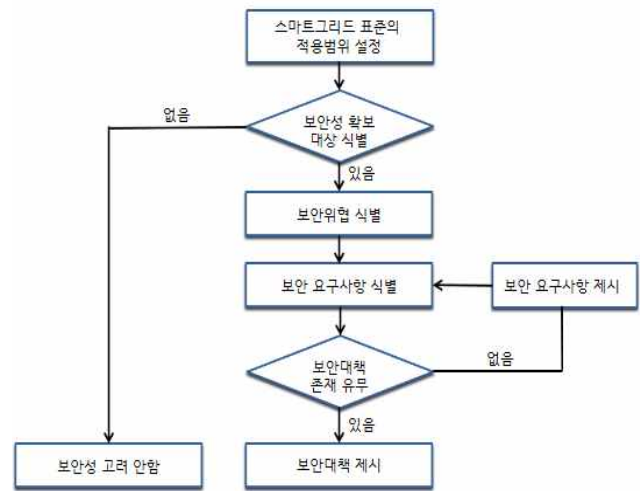 스마트그리드 표준의
적용범위 설정
없음
보안성 확보
대상 식별
있음
보안위협 식별
보안 요구사항 식별
보안 요구사항 제시
보안대책
존재 유무
없음
있음
보안성 고려 안함
보안대책 제시